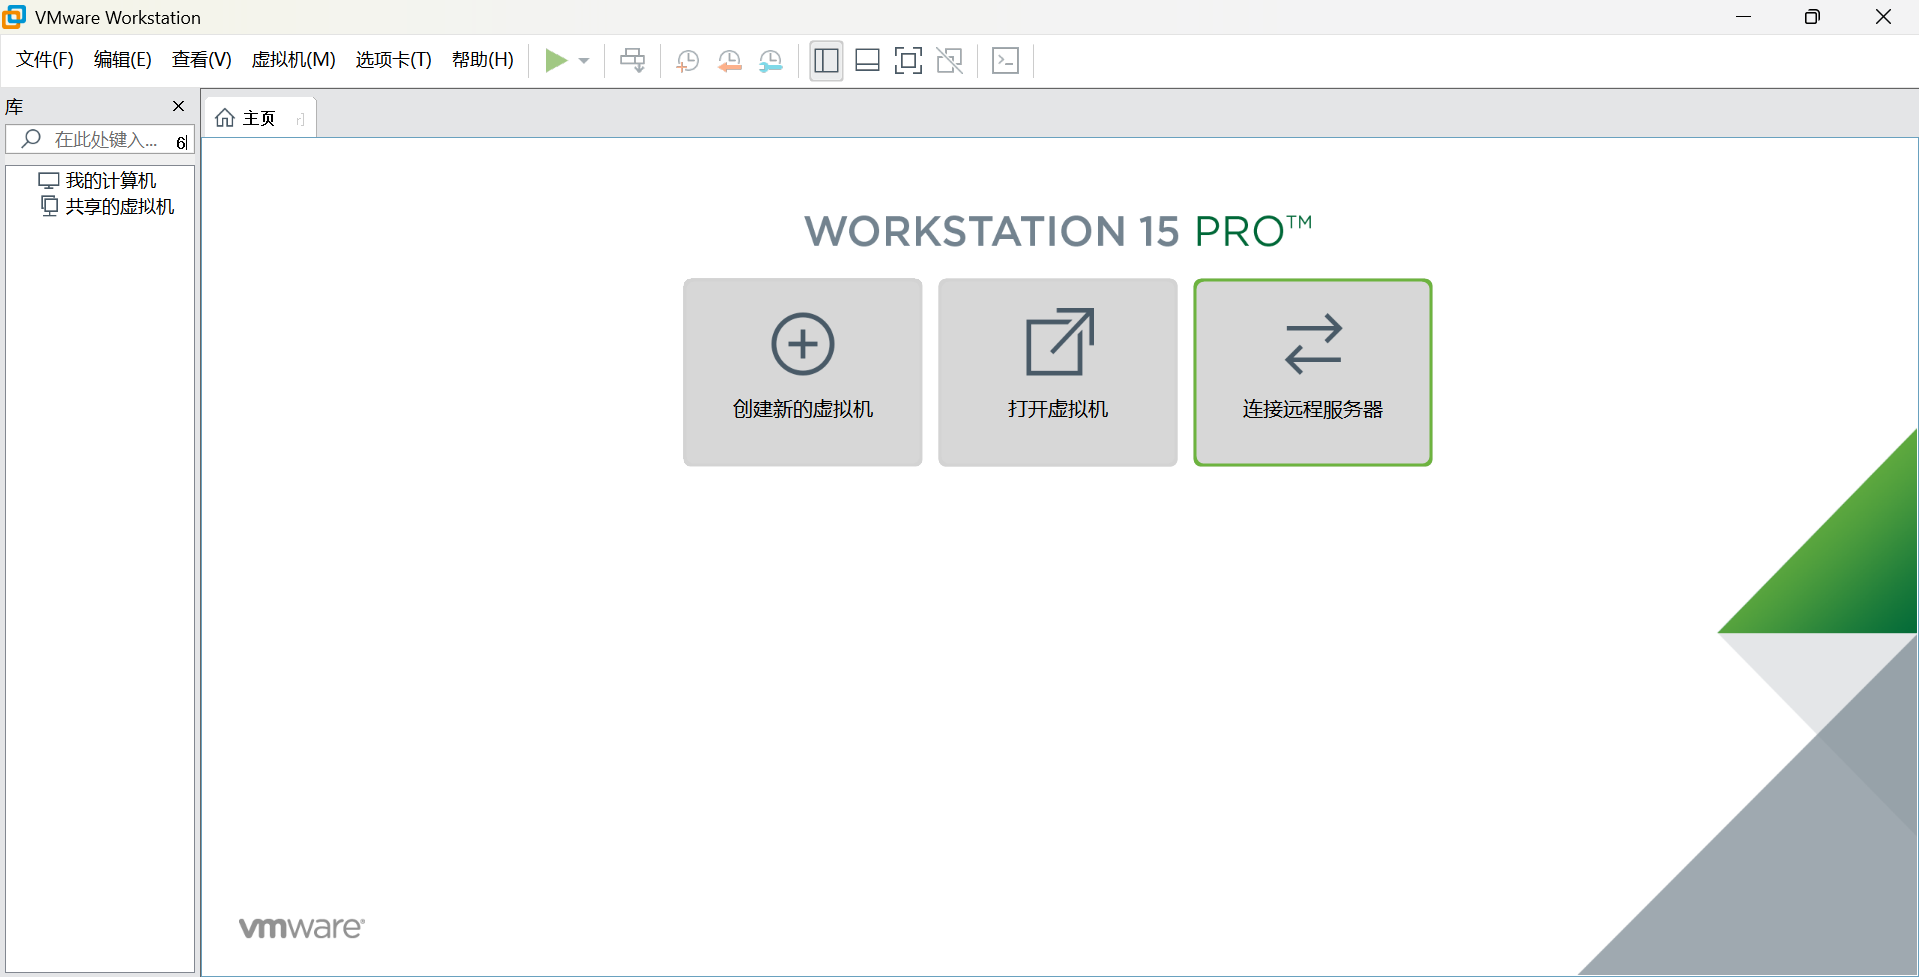 VMware Workstation
文件(F) 编辑(E) 查看(V) 虚拟机(M) 选项卡(T) 帮助(H)
库
在此处键入...
我的计算机
共享的虚拟机
主页
WORKSTATION 15 PRO™
创建新的虚拟机
打开虚拟机
连接远程服务器
vmware®